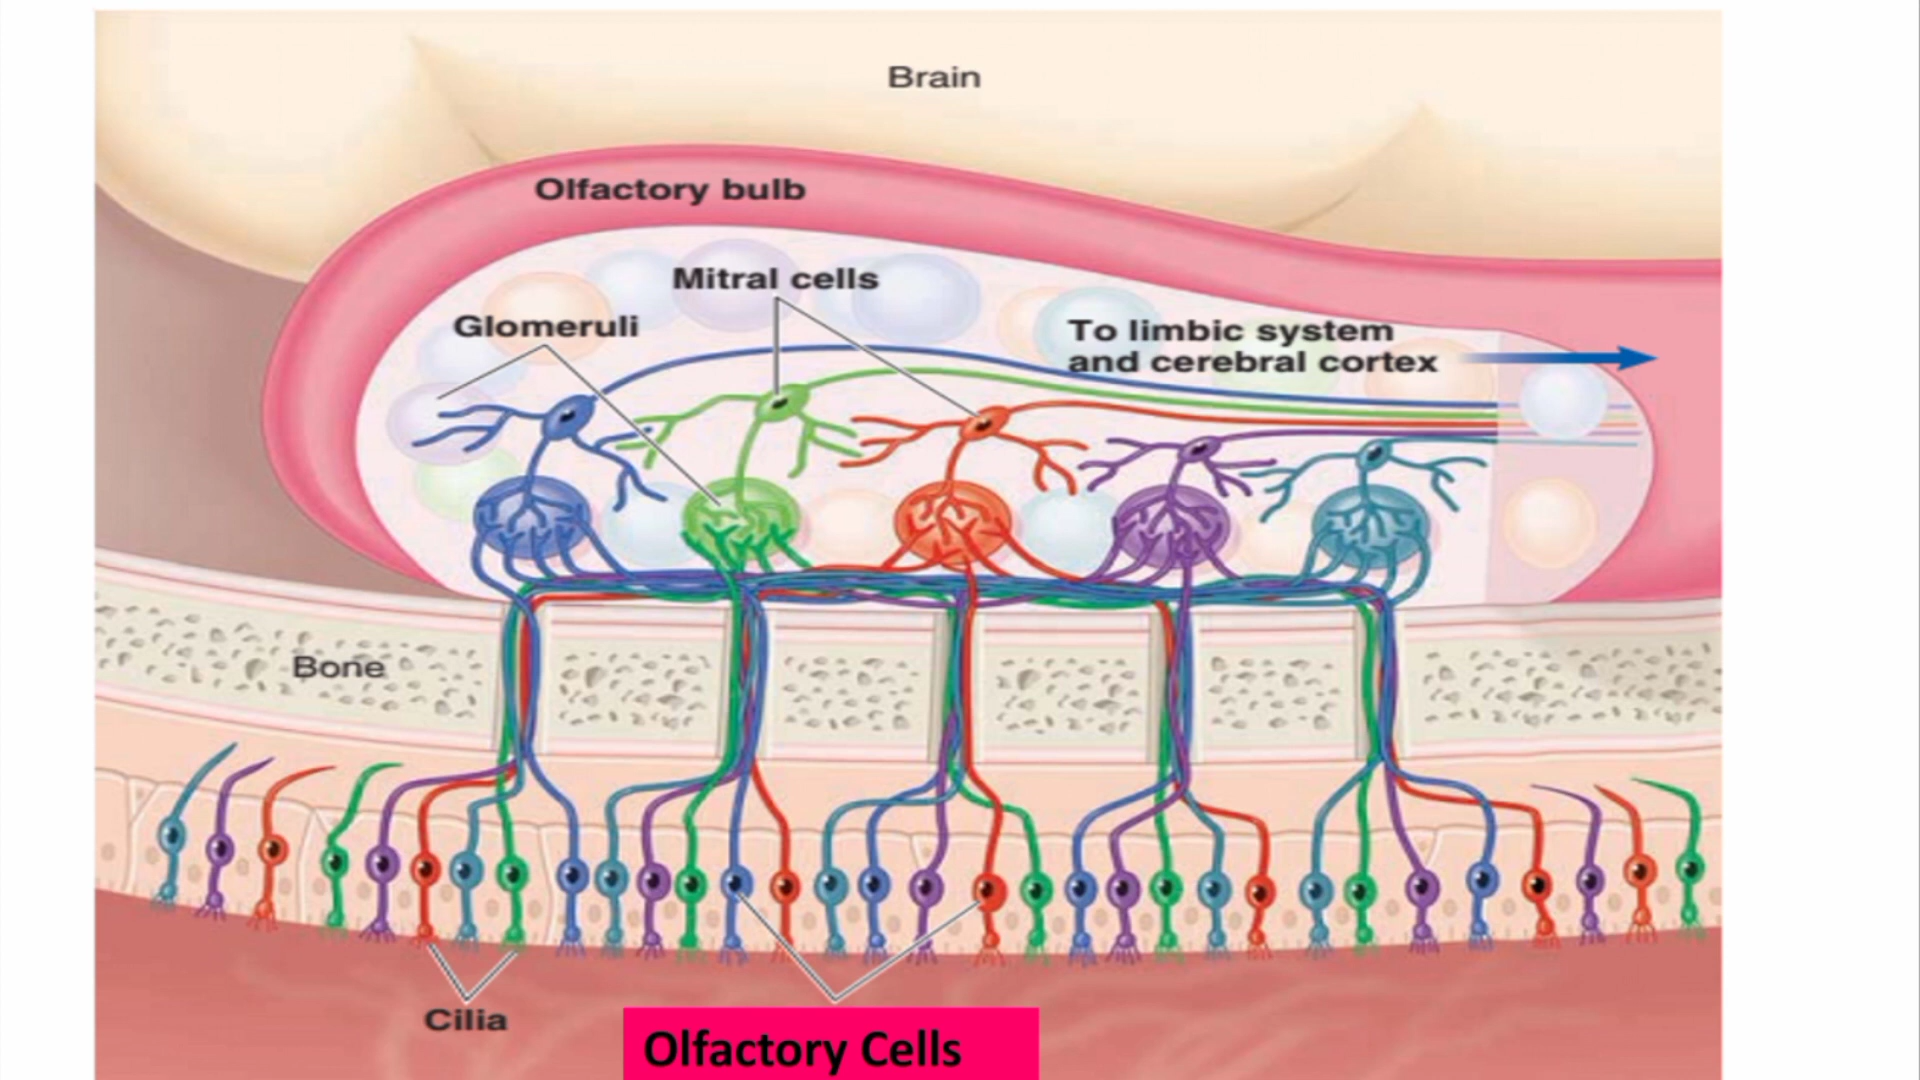 Brain
Olfactory bulb
Mitral cells
Glomeruli
To limbic system
and cerebral cortex
Bone
Cilia
Olfactory Cells